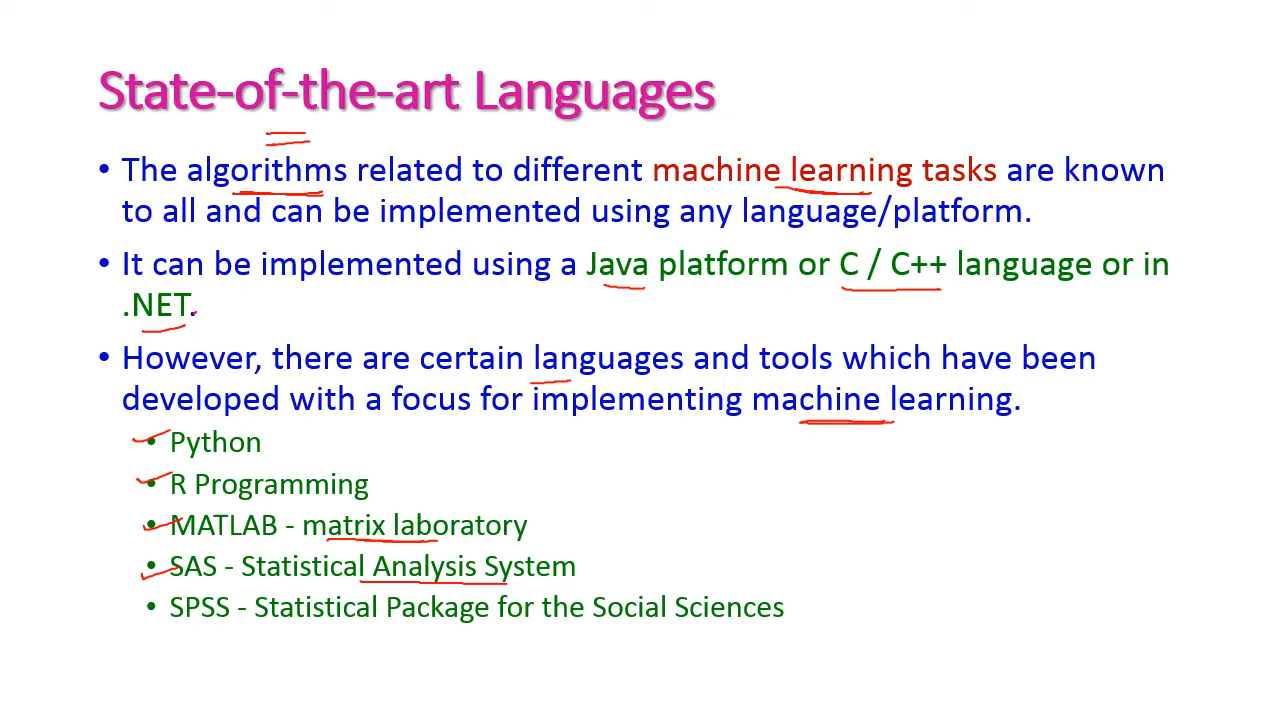 State-of-the-art Languages
• The algorithms related to different machine learning tasks are known
to all and can be implemented using any language/platform.
• It can be implemented using a Java platform or C / C++ language or in
.NET.
• However, there are certain languages and tools which have been
developed with a focus for implementing machine learning.
• Python
• R Programming
• MATLAB - matrix laboratory
• SAS - Statistical Analysis System
• SPSS - Statistical Package for the Social Sciences